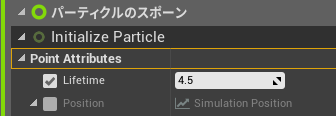 パーティクルのスポーン
Initialize Particle
Point Attributes
Lifetime 4.5
Position Simulation Position